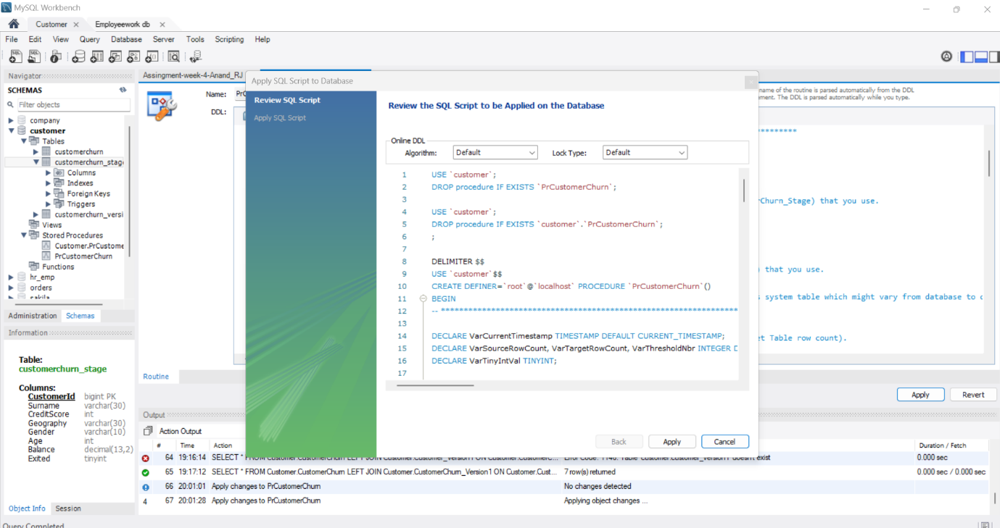 MySQL Workbench
Customer
Employeework db
File Edit View Query Database Server Tools Scripting Help
Navigator
SCHEMAS
Filter objects
company
customer
Tables
customerchurn
customerchurn_stage
Columns
Indexes
Foreign Keys
Triggers
customerchurn_versi
Views
Stored Procedures
Customer.PrCustome
PrCustomerChurn
Functions
hr_emp
orders
sakila
Administration Schemas
Information
Table:
customerchurn_stage
Columns:
CustomerId bigint PK
Surname varchar(30)
CreditScore int
Geography varchar(30)
Gender varchar(10)
Age int
Balance decimal(13,2)
Exited tinyint
Object Info Session
Query Completed
Assingment-week-4-Anand_RJ
Name: PrC
DDL:
name of the routine is parsed automatically from the DDL
ment. The DDL is parsed automatically while you type.
*********
rChurn_Stage) that you use.
) that you use.
s system table which might vary from database to c
et Table row count).
Routine
Apply Revert
Apply SQL Script to Database
Review SQL Script
Apply SQL Script
Review the SQL Script to be Applied on the Database
Online DDL
Algorithm: Default Lock Type: Default
1 USE `customer`;
2 DROP procedure IF EXISTS `PrCustomerChurn`;
3
4 USE `customer`;
5 DROP procedure IF EXISTS `customer`.`PrCustomerChurn`;
6 ;
7
8 DELIMITER $$
9 USE `customer`$$
10 CREATE DEFINER=`root`@`localhost` PROCEDURE `PrCustomerChurn`()
11 BEGIN
12 -- *****************************************************************
13
14 DECLARE VarCurrentTimestamp TIMESTAMP DEFAULT CURRENT_TIMESTAMP;
15 DECLARE VarSourceRowCount, VarTargetRowCount, VarThresholdNbr INTEGER D
16 DECLARE VarTinyIntVal TINYINT;
17
Back Apply Cancel
Output
Action Output
# Time Action Duration / Fetch
64 19:16:14 SELECT * FROM Customer.CustomerChurn LEFT JOIN Customer.Customer_Version1 ON Customer.CustomerC... Error Code: 1146. Table 'customer.customer_version1' doesn't exist 0.000 sec
65 19:17:12 SELECT * FROM Customer.CustomerChurn LEFT JOIN Customer.CustomerChurn_Version1 ON Customer.Cust... 7 row(s) returned 0.000 sec / 0.000 sec
66 20:01:01 Apply changes to PrCustomerChurn No changes detected
4 67 20:01:28 Apply changes to PrCustomerChurn Applying object changes ...